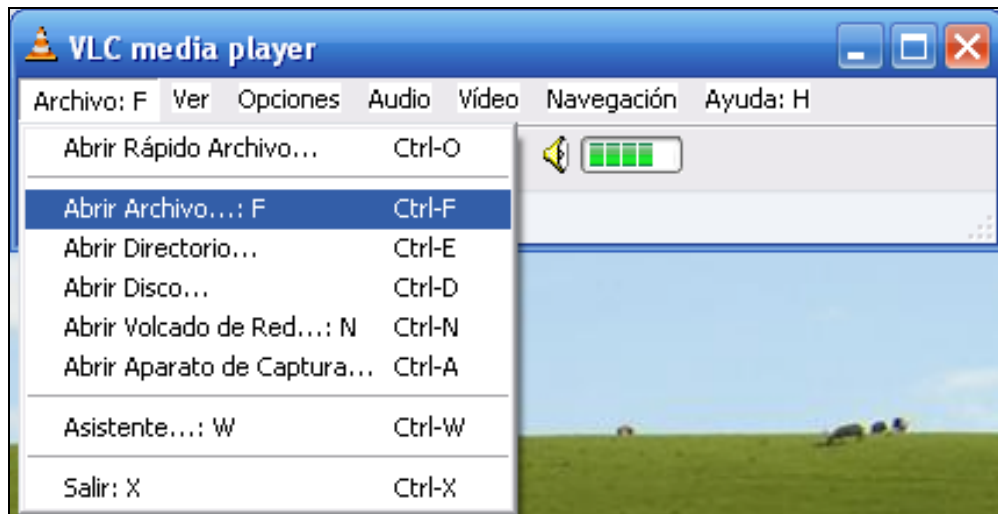 VLC media player
Archivo: F Ver Opciones Audio Vídeo Navegación Ayuda: H
Abrir Rápido Archivo... Ctrl-O
Abrir Archivo...: F Ctrl-F
Abrir Directorio... Ctrl-E
Abrir Disco... Ctrl-D
Abrir Volcado de Red...: N Ctrl-N
Abrir Aparato de Captura... Ctrl-A
Asistente...: W Ctrl-W
Salir: X Ctrl-X